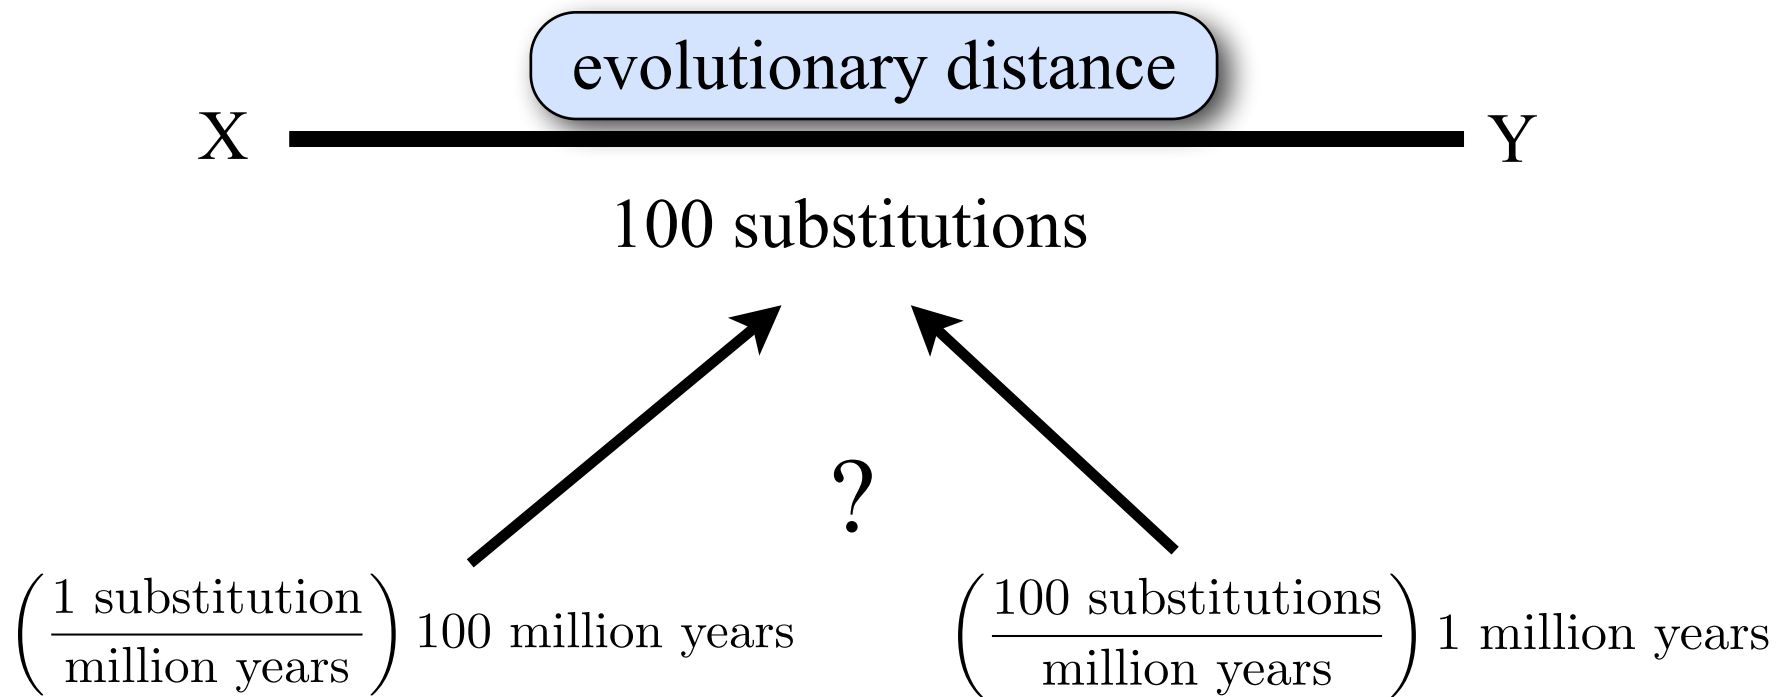 evolutionary distance
X Y
100 substitutions
?
(1 substitution / million years) 100 million years
(100 substitutions / million years) 1 million years